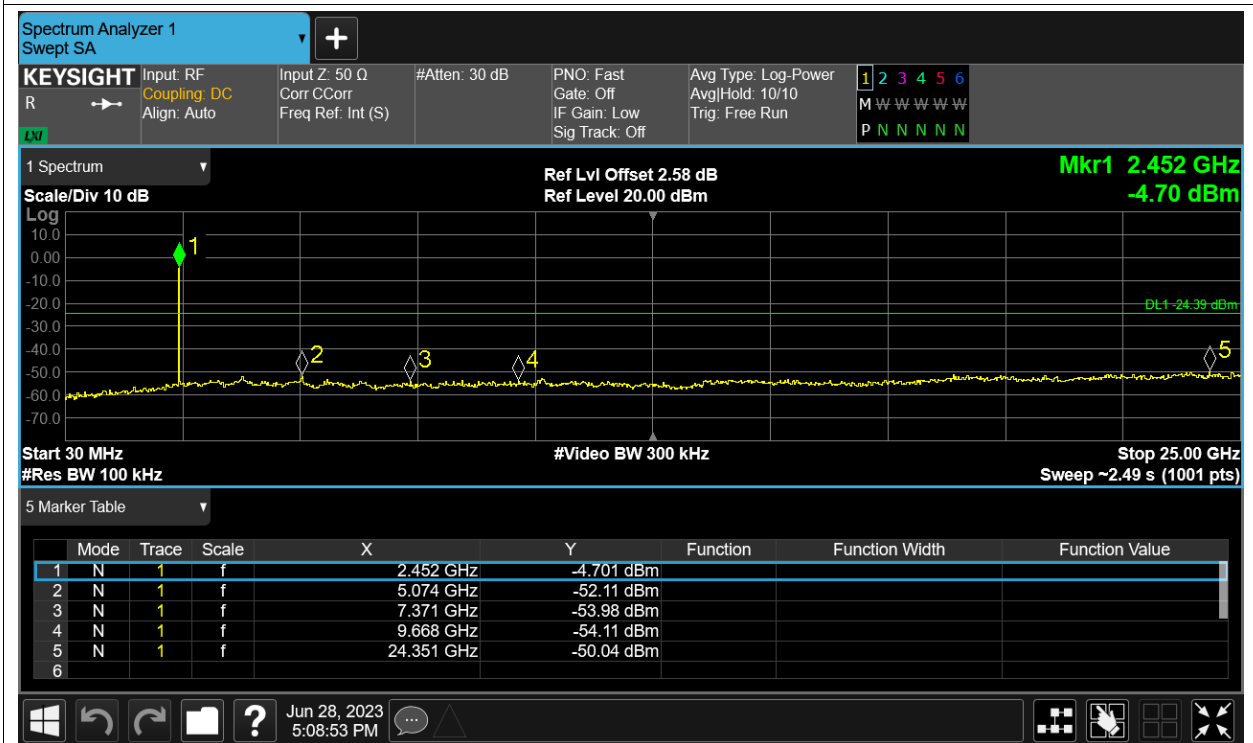 Spectrum Analyzer 1
Swept SA
+
KEYSIGHT
R
LXI
Input: RF
Coupling: DC
Align: Auto
Input Z: 50 Ω
Corr CCorr
Freq Ref: Int (S)
#Atten: 30 dB
PNO: Fast
Gate: Off
IF Gain: Low
Sig Track: Off
Avg Type: Log-Power
Avg|Hold: 10/10
Trig: Free Run
1 2 3 4 5 6
M W W W W W
P N N N N N
1 Spectrum
Scale/Div 10 dB
Ref Lvl Offset 2.58 dB
Ref Level 20.00 dBm
Mkr1 2.452 GHz
-4.70 dBm
Log
10.0
0.00
-10.0
-20.0
-30.0
-40.0
-50.0
-60.0
-70.0
1
2
3
4
5
DL1 -24.39 dBm
Start 30 MHz
#Res BW 100 kHz
#Video BW 300 kHz
Stop 25.00 GHz
Sweep ~2.49 s (1001 pts)
5 Marker Table
Mode Trace Scale X Y Function Function Width Function Value
1 N 1 f 2.452 GHz -4.701 dBm
2 N 1 f 5.074 GHz -52.11 dBm
3 N 1 f 7.371 GHz -53.98 dBm
4 N 1 f 9.668 GHz -54.11 dBm
5 N 1 f 24.351 GHz -50.04 dBm
6
?
Jun 28, 2023
5:08:53 PM